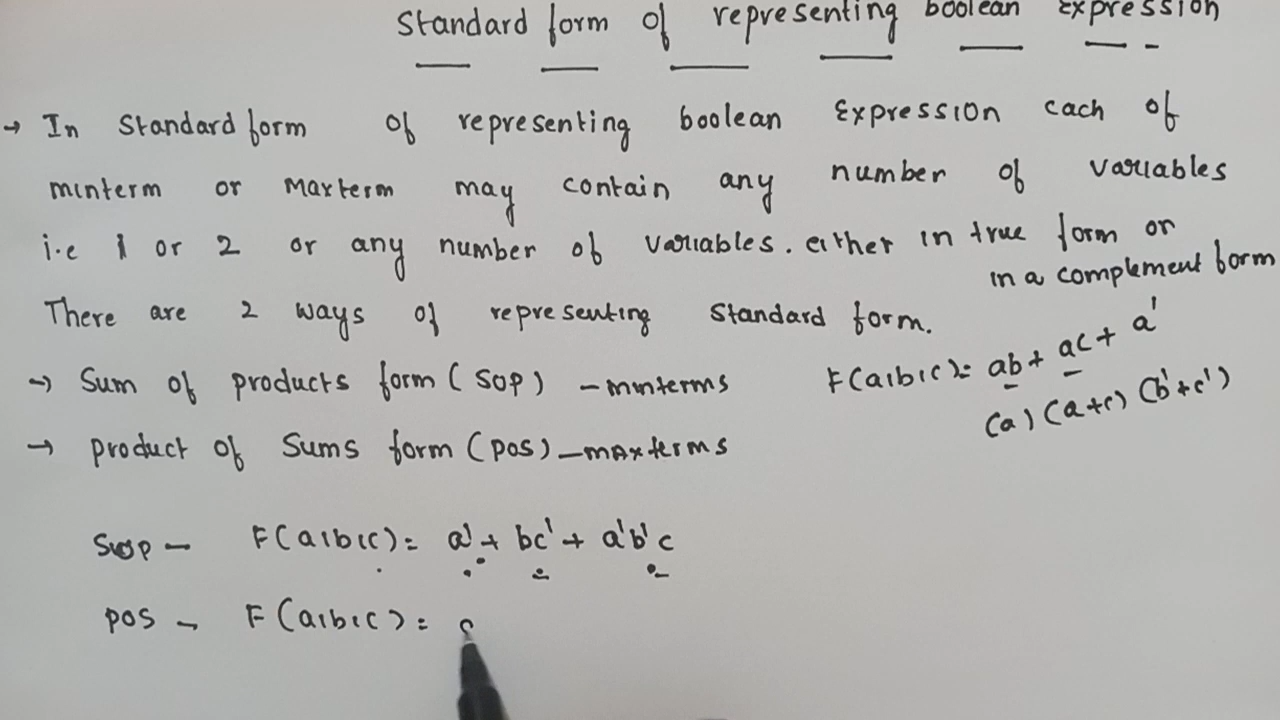 Standard form of representing boolean Expression
→ In Standard form of representing boolean Expression each of
minterm or Maxterm may contain any number of variables
i.e 1 or 2 or any number of variables. either in true form or
in a complement form
There are 2 ways of representing Standard form.
→ Sum of products form (SOP) - minterms
F(a,b,c) = ab + ac + a'
(a) (a+c) (b'+c')
→ product of Sums form (pos) - maxterms
SOP - F(a,b,c) = a' + bc' + a'b'c
pos - F(a,b,c) =